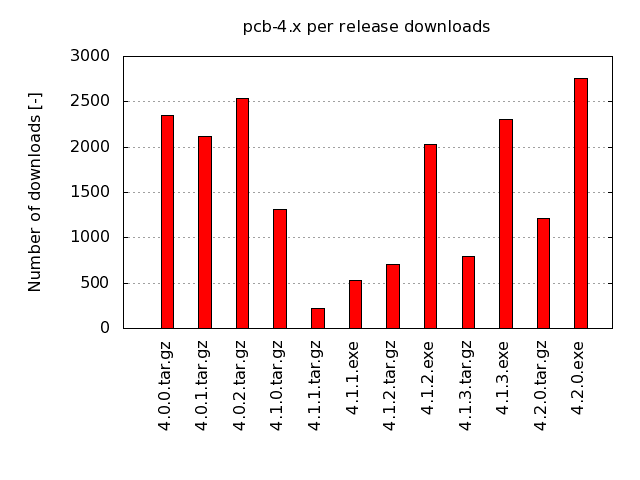 pcb-4.x per release downloads
Number of downloads [-]
3000
2500
2000
1500
1000
500
0
4.0.0.tar.gz
4.0.1.tar.gz
4.0.2.tar.gz
4.1.0.tar.gz
4.1.1.tar.gz
4.1.1.exe
4.1.2.tar.gz
4.1.2.exe
4.1.3.tar.gz
4.1.3.exe
4.2.0.tar.gz
4.2.0.exe